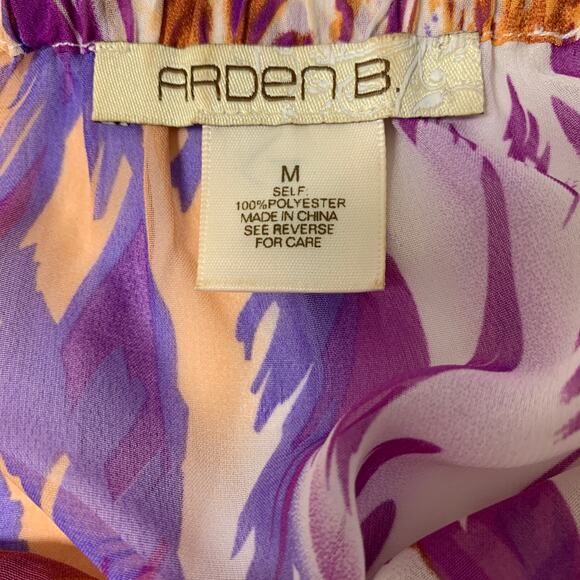 ARDEN B.
M
SELF:
100%POLYESTER
MADE IN CHINA
SEE REVERSE
FOR CARE